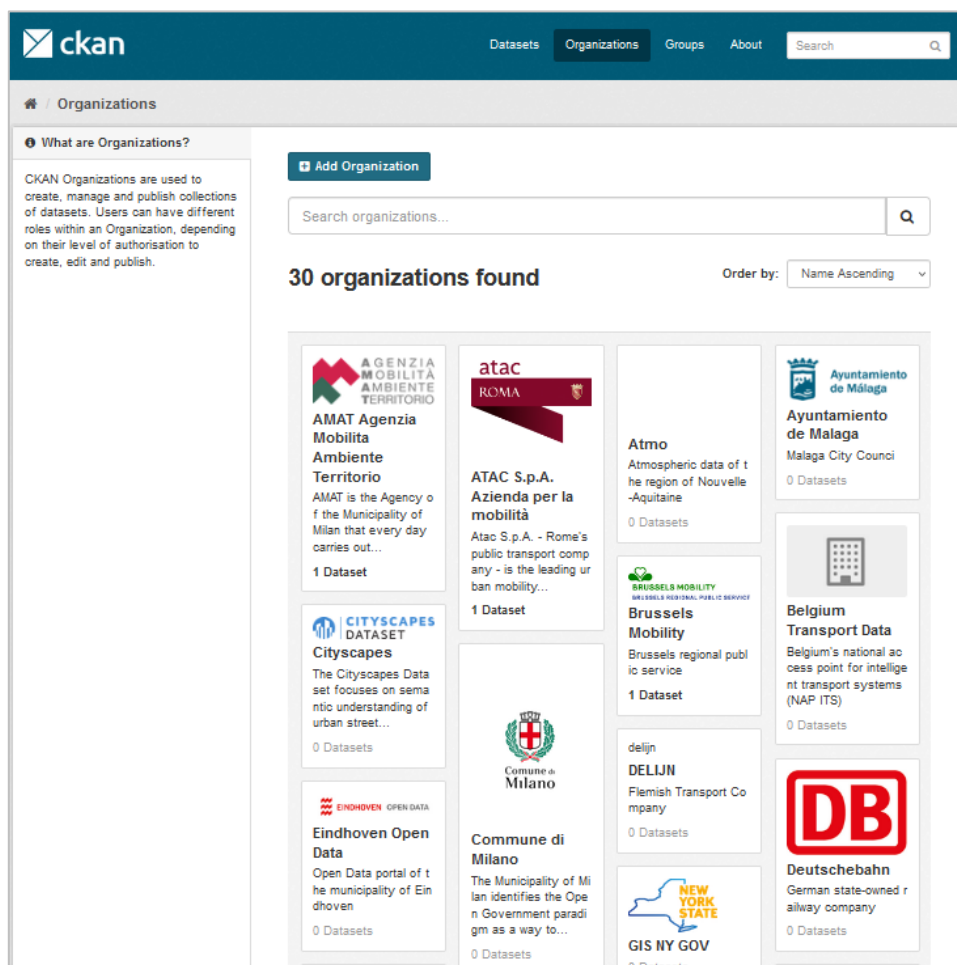 ckan
Datasets Organizations Groups About Search
/ Organizations
What are Organizations?
CKAN Organizations are used to
create, manage and publish collections
of datasets. Users can have different
roles within an Organization, depending
on their level of authorisation to
create, edit and publish.
Add Organization
Search organizations...
30 organizations found
Order by: Name Ascending
AGENZIA
MOBILITÀ
AMBIENTE
TERRITORIO
AMAT Agenzia
Mobilita
Ambiente
Territorio
AMAT is the Agency o
f the Municipality of
Milan that every day
carries out...
1 Dataset
atac
ROMA
ATAC S.p.A.
Azienda per la
mobilità
Atac S.p.A. - Rome's
public transport comp
any - is the leading ur
ban mobility...
1 Dataset
Atmo
Atmospheric data of t
he region of Nouvelle
-Aquitaine
0 Datasets
Ayuntamiento
de Málaga
Ayuntamiento
de Malaga
Malaga City Counci
0 Datasets
CITYSCAPES
DATASET
Cityscapes
The Cityscapes Data
set focuses on sema
ntic understanding of
urban street...
0 Datasets
BRUSSELS MOBILITY
BRUSSELS REGIONAL PUBLIC SERVICE
Brussels
Mobility
Brussels regional publ
ic service
1 Dataset
Belgium
Transport Data
Belgium's national ac
cess point for intellige
nt transport systems
(NAP ITS)
0 Datasets
Comune di
Milano
Commune di
Milano
The Municipality of Mi
lan identifies the Ope
n Government paradi
gm as a way to...
0 Datasets
delijn
DELIJN
Flemish Transport Co
mpany
0 Datasets
DB
Deutschebahn
German state-owned r
ailway company
0 Datasets
EINDHOVEN OPEN DATA
Eindhoven Open
Data
Open Data portal of t
he municipality of Ein
dhoven
0 Datasets
NEW
YORK
STATE
GIS NY GOV